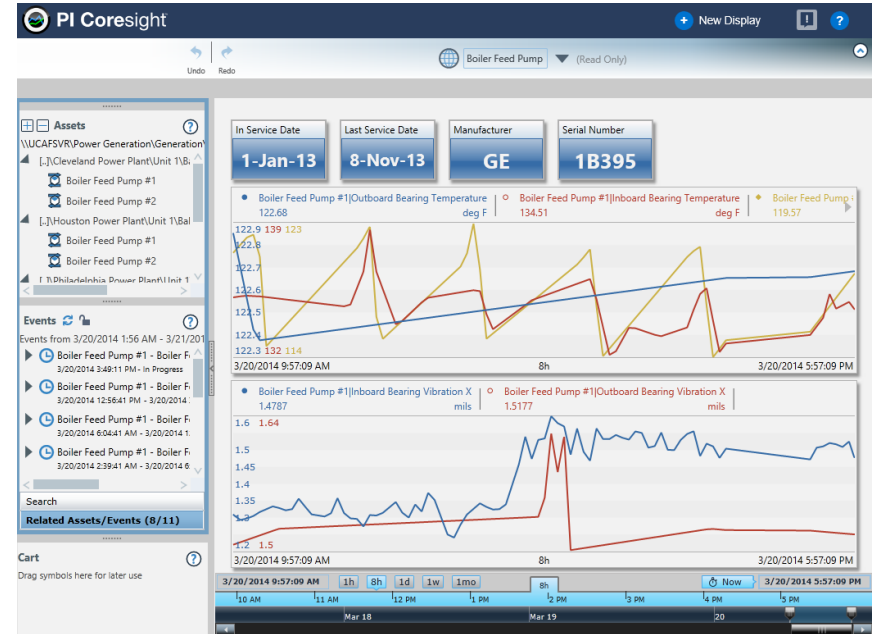 PI Coresight
New Display
Undo
Redo
Boiler Feed Pump
(Read Only)
Assets
\\UCAFSVR\Power Generation\Generation\
[..]\Cleveland Power Plant\Unit 1\Ba
Boiler Feed Pump #1
Boiler Feed Pump #2
[..]\Houston Power Plant\Unit 1\Bal
Boiler Feed Pump #1
Boiler Feed Pump #2
[..]\Philadelphia Power Plant\Unit 1
Events
Events from 3/20/2014 1:56 AM - 3/21/201
Boiler Feed Pump #1 - Boiler F
3/20/2014 3:49:11 PM - In Progress
Boiler Feed Pump #1 - Boiler F
3/20/2014 12:56:41 PM - 3/20/2014
Boiler Feed Pump #1 - Boiler F
3/20/2014 6:04:41 AM - 3/20/2014 1:
Boiler Feed Pump #1 - Boiler F
3/20/2014 2:39:41 AM - 3/20/2014 6:
Search
Related Assets/Events (8/11)
Cart
Drag symbols here for later use
In Service Date
1-Jan-13
Last Service Date
8-Nov-13
Manufacturer
GE
Serial Number
1B395
Boiler Feed Pump #1|Outboard Bearing Temperature
122.68 deg F
Boiler Feed Pump #1|Inboard Bearing Temperature
134.51 deg F
Boiler Feed Pump
119.57
122.9 139 123
122.8
122.7
122.6
122.5
122.4
122.3 132 114
3/20/2014 9:57:09 AM 8h 3/20/2014 5:57:09 PM
Boiler Feed Pump #1|Inboard Bearing Vibration X
1.4787 mils
Boiler Feed Pump #1|Outboard Bearing Vibration X
1.5177 mils
1.6 1.64
1.5
1.45
1.4
1.35
1.3
1.2 1.5
3/20/2014 9:57:09 AM 8h 3/20/2014 5:57:09 PM
3/20/2014 9:57:09 AM 1h 8h 1d 1w 1mo 8h Now 3/20/2014 5:57:09 PM
10 AM 11 AM 12 PM 1 PM 2 PM 3 PM 4 PM 5 PM
Mar 18 Mar 19 20